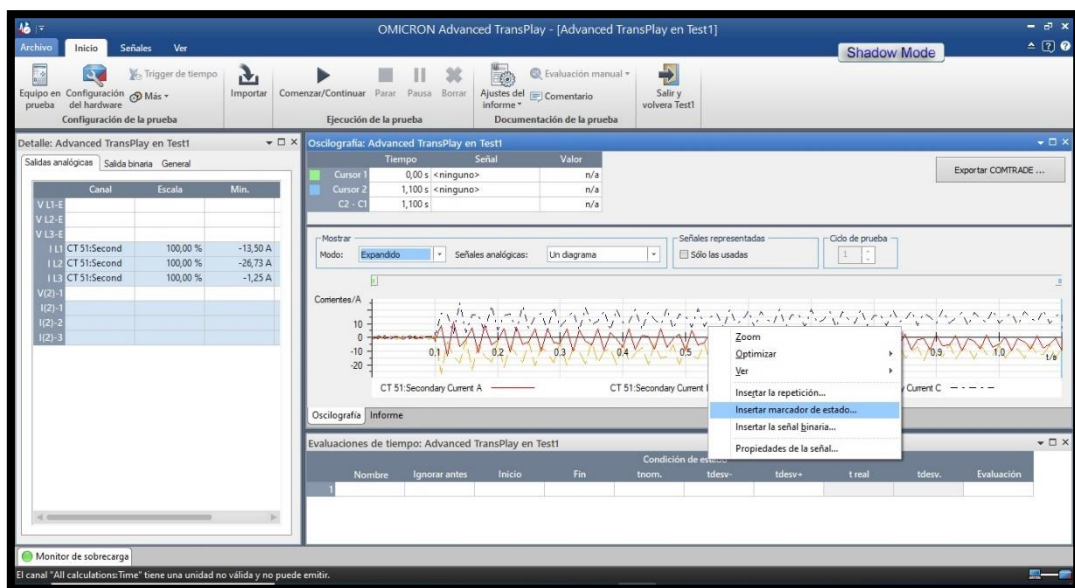 OMICRON Advanced TransPlay - [Advanced TransPlay en Test1]
Archivo Inicio Señales Ver
Shadow Mode
Equipo en prueba
Configuración del hardware
Trigger de tiempo
Más
Configuración de la prueba
Importar
Comenzar/Continuar Parar Pausa Borrar
Ejecución de la prueba
Ajustes del informe
Evaluación manual
Comentario
Documentación de la prueba
Salir y volvera Test1
Detalle: Advanced TransPlay en Test1
Salidas analógicas Salida binaria General
Canal Escala Min.
V L1-E
V L2-E
V L3-E
I L1 CT 51:Second 100,00 % -13,50 A
I L2 CT 51:Second 100,00 % -26,73 A
I L3 CT 51:Second 100,00 % -1,25 A
V(2)-1
I(2)-1
I(2)-2
I(2)-3
Oscilografía: Advanced TransPlay en Test1
Tiempo Señal Valor
Cursor 1 0,00 s <ninguno> n/a
Cursor 2 1,100 s <ninguno> n/a
C2 - C1 1,100 s n/a
Exportar COMTRADE ...
Mostrar
Modo: Expandido Señales analógicas: Un diagrama
Señales representadas
Sólo las usadas
Ciclo de prueba
1
Corrientes/A
10
0
-10
-20
0,1 0,2 0,3 0,4 0,5 0,9 1,0 t/s
CT 51:Secondary Current A CT 51:Secondary Current Current C
Zoom
Optimizar
Ver
Insertar la repetición...
Insertar marcador de estado...
Insertar la señal binaria...
Propiedades de la señal...
Oscilografía Informe
Evaluaciones de tiempo: Advanced TransPlay en Test1
Condición de
Nombre Ignorar antes Inicio Fin tnom. tdesv- tdesv+ t real tdesv. Evaluación
1
Monitor de sobrecarga
El canal "All calculations:Time" tiene una unidad no válida y no puede emitir.